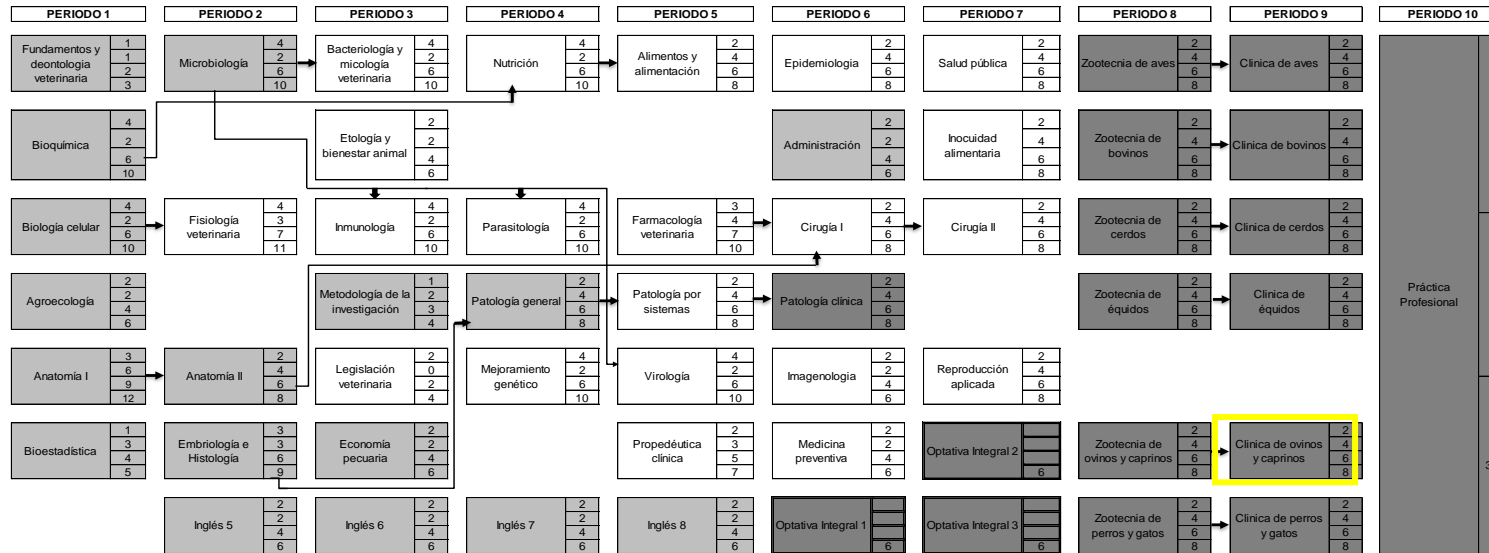 PERIODO 1 PERIODO 2 PERIODO 3 PERIODO 4 PERIODO 5 PERIODO 6 PERIODO 7 PERIODO 8 PERIODO 9 PERIODO 10
Fundamentos y
deontologia
veterinaria
1 1 2 3
Microbiología
4 2 6 10
Bacteriología y
micología
veterinaria
4 2 6 10
Nutrición
4 2 6 10
Alimentos y
alimentación
2 4 6 8
Epidemiologia
2 4 6 8
Salud pública
2 4 6 8
Zootecnia de aves
2 4 6 8
Clinica de aves
2 4 6 8
Bioquímica
4 2 6 10
Etología y
bienestar animal
2 2 4 6
Administración
2 2 4 6
Inocuidad
alimentaria
2 4 6 8
Zootecnia de
bovinos
2 4 6 8
Clinica de bovinos
2 4 6 8
Biología celular
4 2 6 10
Fisiología
veterinaria
4 3 7 11
Inmunología
4 2 6 10
Parasitología
4 2 6 10
Farmacología
veterinaria
3 4 7 10
Cirugía I
2 4 6 8
Cirugía II
2 4 6 8
Zootecnia de
cerdos
2 4 6 8
Clinica de cerdos
2 4 6 8
Agroecología
2 2 4 6
Metodología de la
investigación
1 2 3 4
Patología general
2 4 6 8
Patología por
sistemas
2 4 6 8
Patología clínica
2 4 6 8
Zootecnia de
équidos
2 4 6 8
Clinica de
équidos
2 4 6 8
Práctica
Profesional
Anatomía I
3 6 9 12
Anatomía II
2 4 6 8
Legislación
veterinaria
2 0 2 4
Mejoramiento
genético
4 2 6 10
Virología
4 2 6 10
Imagenologia
2 2 4 6
Reproducción
aplicada
2 4 6 8
Bioestadística
1 3 4 5
Embriología e
Histología
3 3 6 9
Economía
pecuaria
2 2 4 6
Propedéutica
clínica
2 3 5 7
Medicina
preventiva
2 2 4 6
Optativa Integral 2
6
Zootecnia de
ovinos y caprinos
2 4 6 8
Clinica de ovinos
y caprinos
2 4 6 8
Inglés 5
2 2 4 6
Inglés 6
2 2 4 6
Inglés 7
2 2 4 6
Inglés 8
2 2 4 6
Optativa Integral 1
6
Optativa Integral 3
6
Zootecnia de
perros y gatos
2 4 6 8
Clinica de perros
y gatos
2 4 6 8